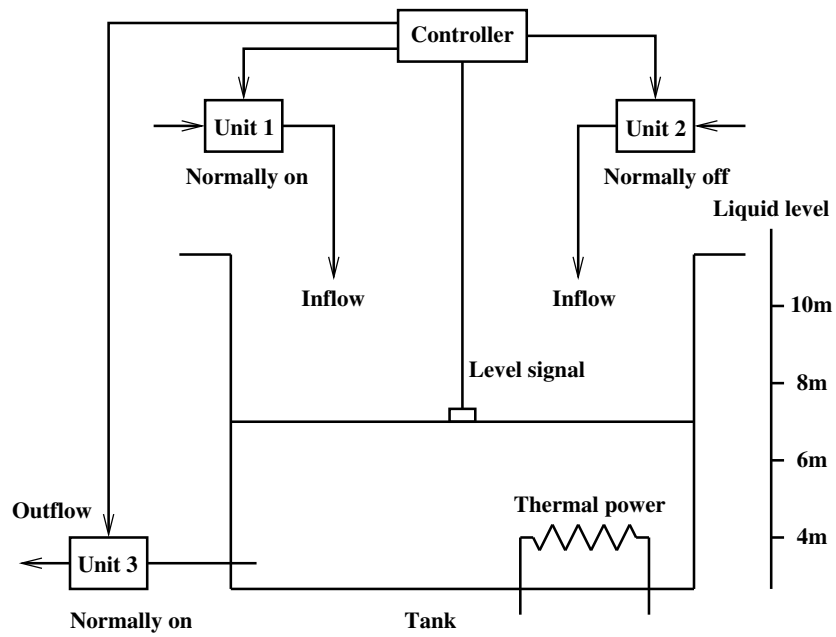 Controller
Unit 1
Unit 2
Normally on
Normally off
Liquid level
Inflow
Inflow
10m
Level signal
8m
6m
Thermal power
Outflow
4m
Unit 3
Normally on
Tank